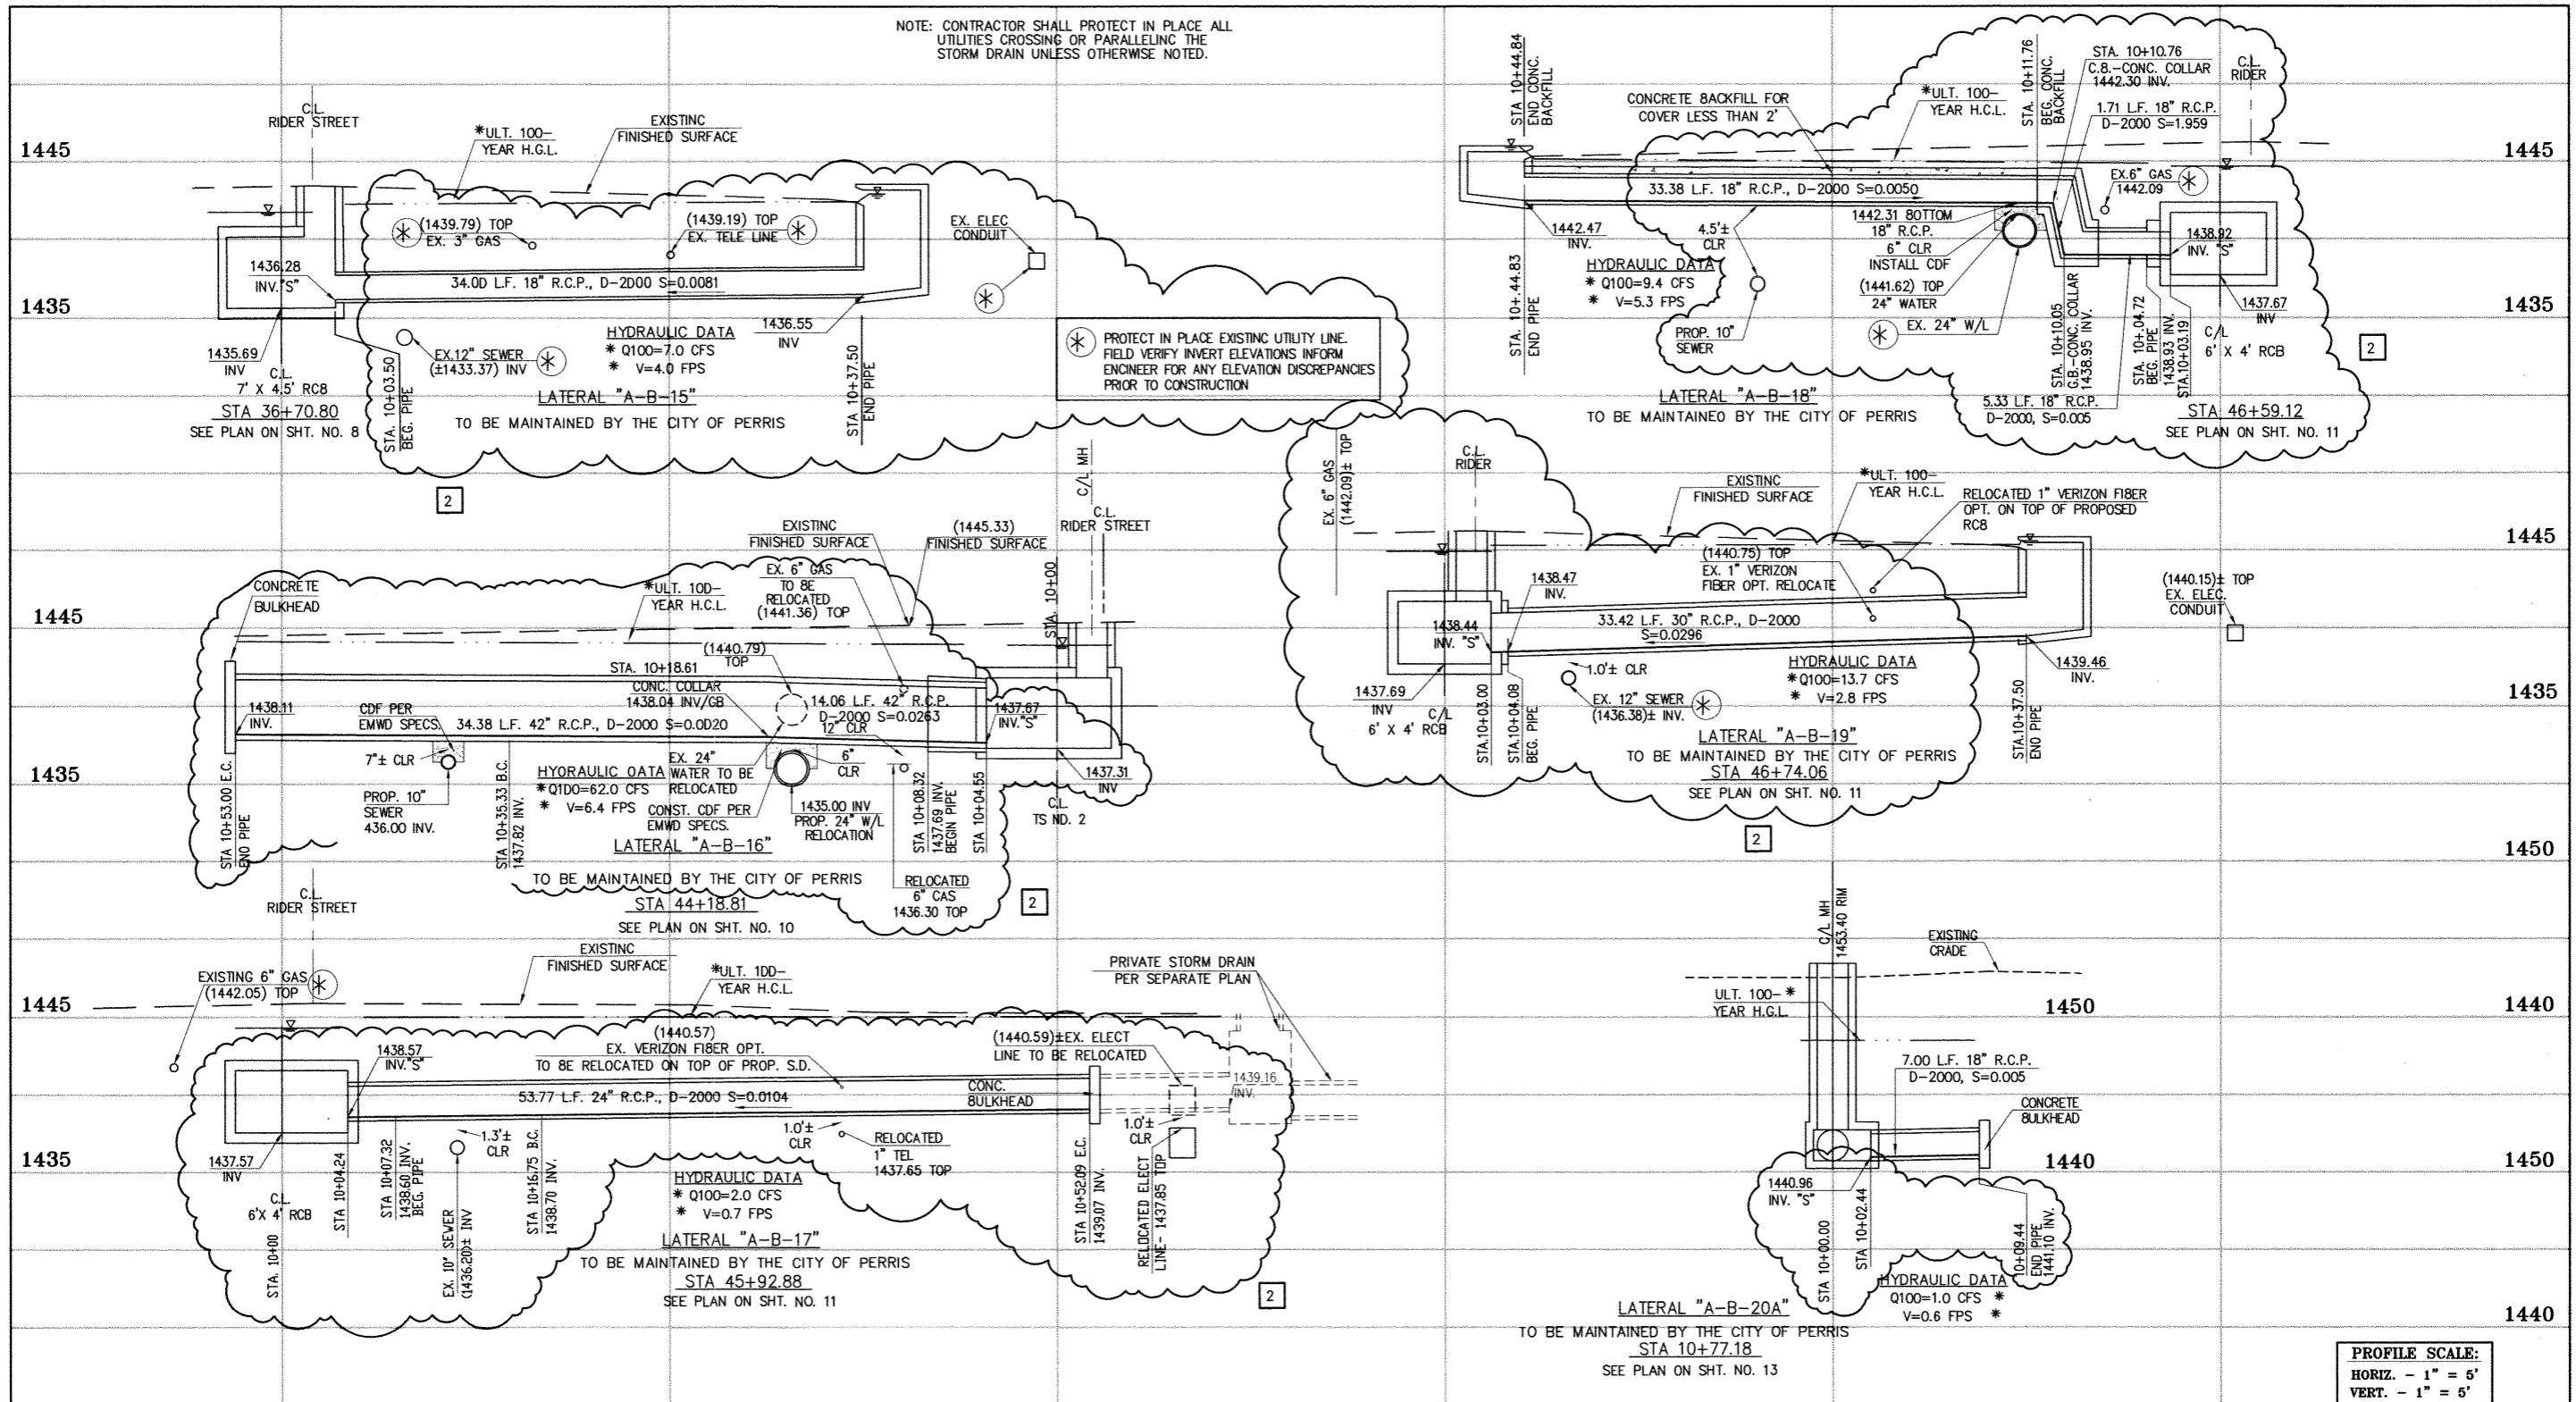 NOTE: CONTRACTOR SHALL PROTECT IN PLACE ALL
UTILITIES CROSSING OR PARALLELING THE
STORM DRAIN UNLESS OTHERWISE NOTED.
C.L.
RIDER STREET
*ULT. 100-
YEAR H.G.L.
EXISTINC
FINISHED SURFACE
1445
(1439.79) TOP
EX. 3" GAS
(1439.19) TOP
EX. TELE LINE
EX. ELEC
CONDUIT
1436.28
INV."S"
34.0D L.F. 18" R.C.P., D-2D00 S=0.0081
1435
HYDRAULIC DATA
* Q100=7.0 CFS
* V=4.0 FPS
1436.55
INV
EX.12" SEWER
(±1433.37) INV
1435.69
INV
C.L.
7' X 4.5' RC8
STA 36+70.80
SEE PLAN ON SHT. NO. 8
STA. 10+03.50
BEG. PIPE
LATERAL "A-B-15"
TO BE MAINTAINED BY THE CITY OF PERRIS
STA 10+37.50
END PIPE
2
PROTECT IN PLACE EXISTING UTILITY LINE.
FIELD VERIFY INVERT ELEVATIONS INFORM
ENGINEER FOR ANY ELEVATION DISCREPANCIES
PRIOR TO CONSTRUCTION
STA 10+44.84
END CONC.
BACKFILL
CONCRETE 8ACKFILL FOR
COVER LESS THAN 2'
*ULT. 100-
YEAR H.C.L.
STA. 10+11.76
BEG. CONC.
BACKFILL
STA. 10+10.76
C.8.-CONC. COLLAR
1442.30 INV.
1.71 L.F. 18" R.C.P.
D-2000 S=1.959
C.L.
RIDER
1445
EX.6" GAS
1442.09
33.38 L.F. 18" R.C.P., D-2000 S=0.0050
1442.47
INV.
4.5'±
CLR
1442.31 8OTTOM
18" R.C.P.
6" CLR
INSTALL CDF
(1441.62) TOP
24" WATER
EX. 24" W/L
1438.92
INV. "S"
HYDRAULIC DATA
* Q100=9.4 CFS
* V=5.3 FPS
1435
1437.67
INV
STA. 10+.44.83
END PIPE
PROP. 10"
SEWER
STA. 10+10.05
G.B.-CONC. COLLAR
1438.95 INV.
STA. 10+.04.72
BEG. PIPE
1438.93 INV.
STA.10+03.19
C/L
6' X 4' RCB
2
LATERAL "A-B-18"
TO BE MAINTAINED BY THE CITY OF PERRIS
5.33 L.F. 18" R.C.P.
D-2000, S=0.005
STA 46+59.12
SEE PLAN ON SHT. NO. 11
CONCRETE
BULKHEAD
*ULT. 10D-
YEAR H.C.L.
EXISTINC
FINISHED SURFACE
(1445.33)
FINISHED SURFACE
EX. 6" GAS
TO 8E
RELOCATED
(1441.36) TOP
C/L MH
C.L.
RIDER STREET
STA. 10+00
1445
(1440.79)
TOP
STA. 10+18.61
CONC. COLLAR
1438.04 INV/GB
14.06 L.F. 42" R.C.P.
D-2000 S=0.0263
1438.11
INV.
CDF PER
EMWD SPECS.
34.38 L.F. 42" R.C.P., D-2000 S=0.0D20
12" CLR
1437.67
INV."S"
7"± CLR
HYORAULIC OATA
*Q1D0=62.0 CFS
* V=6.4 FPS
EX. 24"
WATER TO BE
RELOCATED
6"
CLR
1435
1437.31
INV
PROP. 10"
SEWER
436.00 INV.
CONST. CDF PER
EMWD SPECS.
1435.00 INV
PROP. 24" W/L
RELOCATION
C.L.
TS ND. 2
STA 10+53.00 E.C.
END PIPE
STA 10+35.33 B.C.
1437.82 INV.
STA 10+08.32
1437.69 INV.
BEGIN PIPE
STA 10+04.55
LATERAL "A-B-16"
TO BE MAINTAINED BY THE CITY OF PERRIS
STA 44+18.81
SEE PLAN ON SHT. NO. 10
RELOCATED
6" CAS
1436.30 TOP
2
EX. 6" GAS
(1442.09)± TOP
C.L.
RIDER
EXISTINC
FINISHED SURFACE
*ULT. 100-
YEAR H.C.L.
RELOCATED 1" VERIZON FI8ER
OPT. ON TOP OF PROPOSED
RC8
1445
(1440.75) TOP
EX. 1" VERIZON
FIBER OPT. RELOCATE
1438.47
INV.
(1440.15)± TOP
EX. ELEC.
CONDUIT
1438.44
INV. "S"
33.42 L.F. 30" R.C.P., D-2000
S=0.0296
1.0'± CLR
HYDRAULIC DATA
*Q100=13.7 CFS
* V=2.8 FPS
1439.46
INV.
1437.69
INV
C/L
6' X 4' RCB
EX. 12" SEWER
(1436.38)± INV.
1435
STA.10+03.00
STA.10+04.08
BEG. PIPE
LATERAL "A-B-19"
TO BE MAINTAINED BY THE CITY OF PERRIS
STA 46+74.06
SEE PLAN ON SHT. NO. 11
STA.10+37.50
END PIPE
2
1450
C.L.
RIDER STREET
EXISTING 6" GAS
(1442.05) TOP
EXISTINC
FINISHED SURFACE
*ULT. 1DD-
YEAR H.C.L.
PRIVATE STORM DRAIN
PER SEPARATE PLAN
1445
1438.57
INV."S"
(1440.57)
EX. VERIZON FI8ER OPT.
TO 8E RELOCATED ON TOP OF PROP. S.D.
(1440.59)±EX. ELECT
LINE TO BE RELOCATED
1439.16
INV.
53.77 L.F. 24" R.C.P., D-2000 S=0.0104
CONC.
8ULKHEAD
1.3'±
CLR
1.0'±
CLR
RELOCATED
1" TEL
1437.65 TOP
1.0'±
CLR
1435
1437.57
INV
C.L.
6'X 4' RCB
STA. 10+00
STA 10+04.24
STA 10+07.32
1438.60 INV.
BEG. PIPE
EX. 10" SEWER
(1436.20)± INV
STA 10+16.75 B.C.
1438.70 INV.
HYDRAULIC DATA
* Q100=2.0 CFS
* V=0.7 FPS
STA 10+52.09 E.C.
1439.07 INV.
RELOCATED ELECT
LINE- 1437.85 TOP
LATERAL "A-B-17"
TO BE MAINTAINED BY THE CITY OF PERRIS
STA 45+92.88
SEE PLAN ON SHT. NO. 11
2
C/L MH
1453.40 RIM
EXISTING
CRADE
ULT. 100-*
YEAR H.G.L.
1450
1440
7.00 L.F. 18" R.C.P.
D-2000, S=0.005
CONCRETE
8ULKHEAD
1440
1450
1440.96
INV. "S"
STA 10+00.00
STA 10+02.44
10+09.44
END PIPE
1441.10 INV.
HYDRAULIC DATA
Q100=1.0 CFS *
V=0.6 FPS *
LATERAL "A-B-20A"
TO BE MAINTAINED BY THE CITY OF PERRIS
STA 10+77.18
SEE PLAN ON SHT. NO. 13
1440
PROFILE SCALE:
HORIZ. - 1" = 5'
VERT. - 1" = 5'